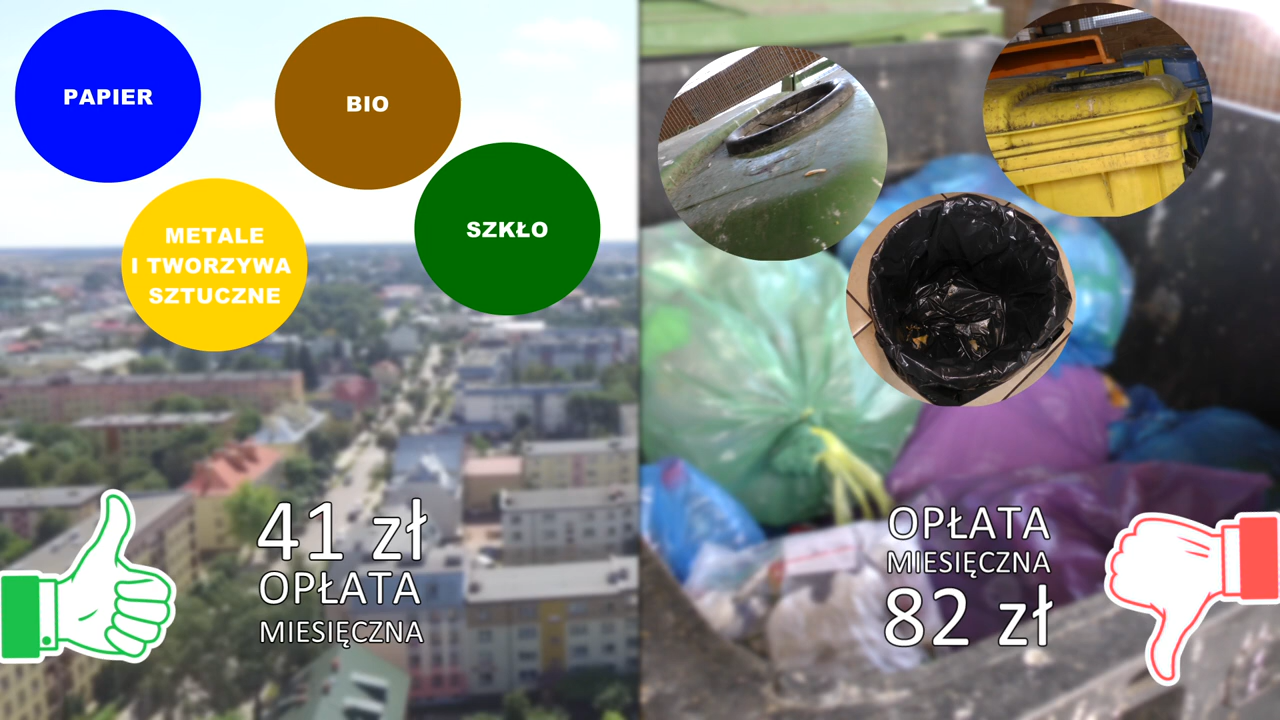 PAPIER
BIO
SZKŁO
METALE
I TWORZYWA
SZTUCZNE
41 zł
OPŁATA
MIESIĘCZNA
OPŁATA
MIESIĘCZNA
82 zł